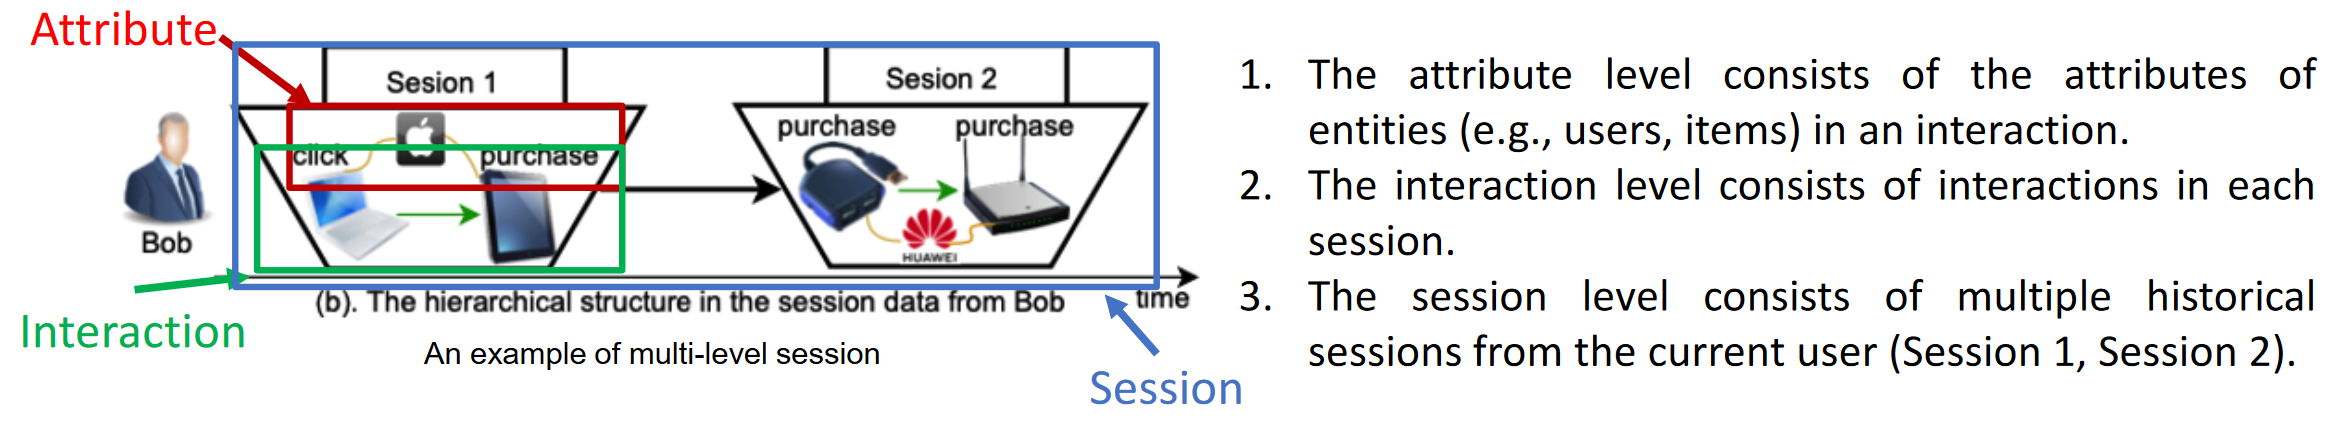 Attribute
Sesion 1
Sesion 2
click
purchase
purchase
purchase
HUAWEI
Bob
(b). The hierarchical structure in the session data from Bob
time
Interaction
An example of multi-level session
Session
1. The attribute level consists of the attributes of
entities (e.g., users, items) in an interaction.
2. The interaction level consists of interactions in each
session.
3. The session level consists of multiple historical
sessions from the current user (Session 1, Session 2).